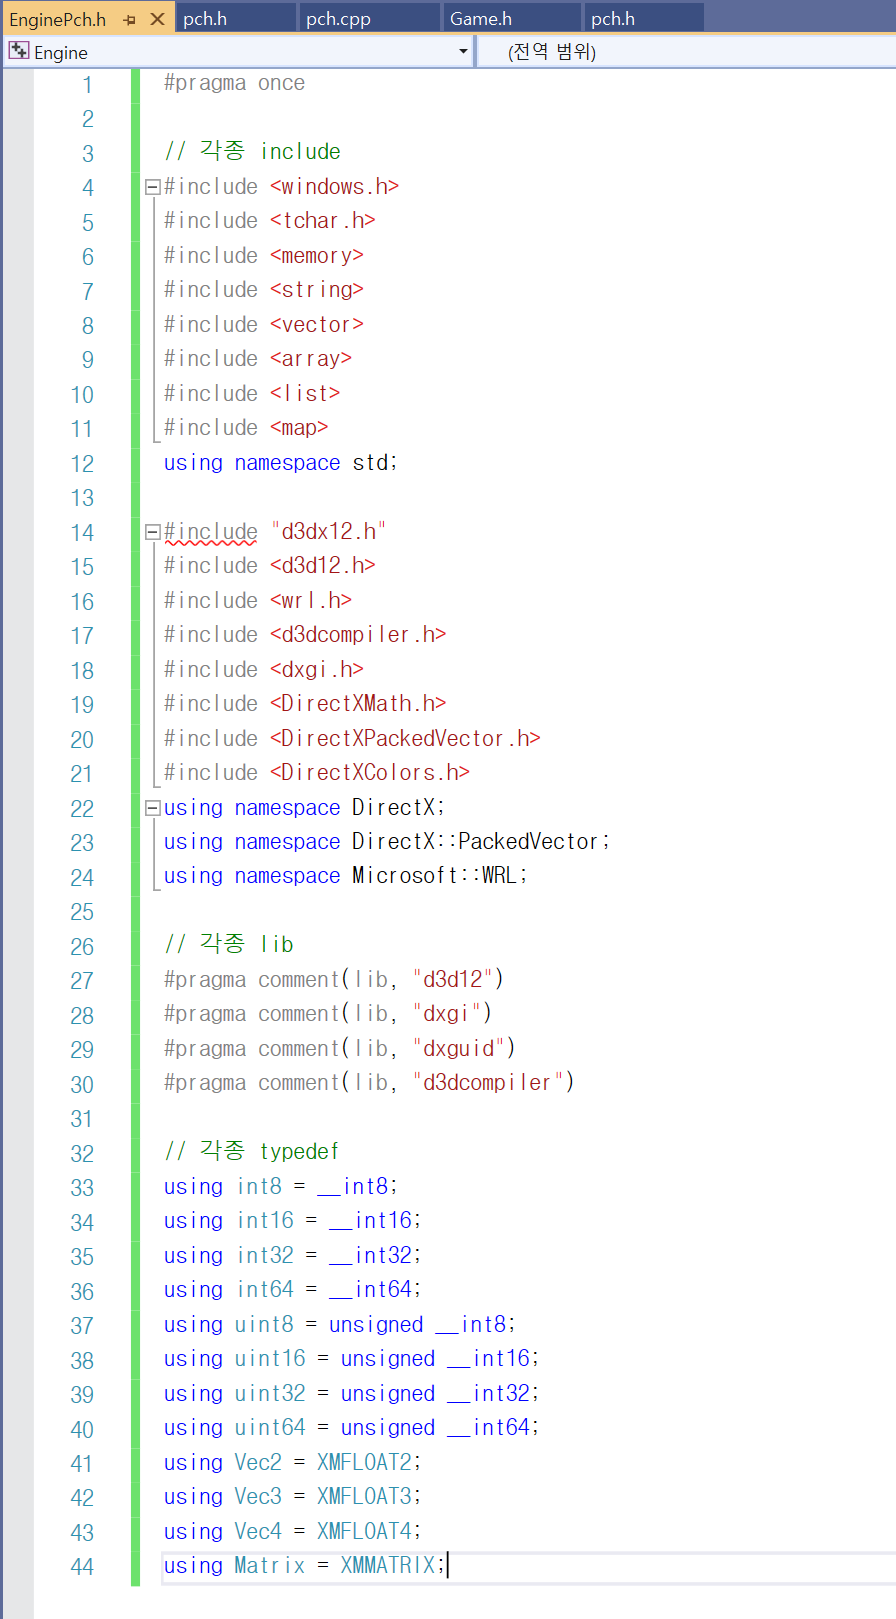 EnginePch.h pch.h pch.cpp Game.h pch.h
Engine (전역 범위)
1 #pragma once
2
3 // 각종 include
4 #include <windows.h>
5 #include <tchar.h>
6 #include <memory>
7 #include <string>
8 #include <vector>
9 #include <array>
10 #include <list>
11 #include <map>
12 using namespace std;
13
14 #include "d3dx12.h"
15 #include <d3d12.h>
16 #include <wrl.h>
17 #include <d3dcompiler.h>
18 #include <dxgi.h>
19 #include <DirectXMath.h>
20 #include <DirectXPackedVector.h>
21 #include <DirectXColors.h>
22 using namespace DirectX;
23 using namespace DirectX::PackedVector;
24 using namespace Microsoft::WRL;
25
26 // 각종 lib
27 #pragma comment(lib, "d3d12")
28 #pragma comment(lib, "dxgi")
29 #pragma comment(lib, "dxguid")
30 #pragma comment(lib, "d3dcompiler")
31
32 // 각종 typedef
33 using int8 = __int8;
34 using int16 = __int16;
35 using int32 = __int32;
36 using int64 = __int64;
37 using uint8 = unsigned __int8;
38 using uint16 = unsigned __int16;
39 using uint32 = unsigned __int32;
40 using uint64 = unsigned __int64;
41 using Vec2 = XMFLOAT2;
42 using Vec3 = XMFLOAT3;
43 using Vec4 = XMFLOAT4;
44 using Matrix = XMMATRIX;